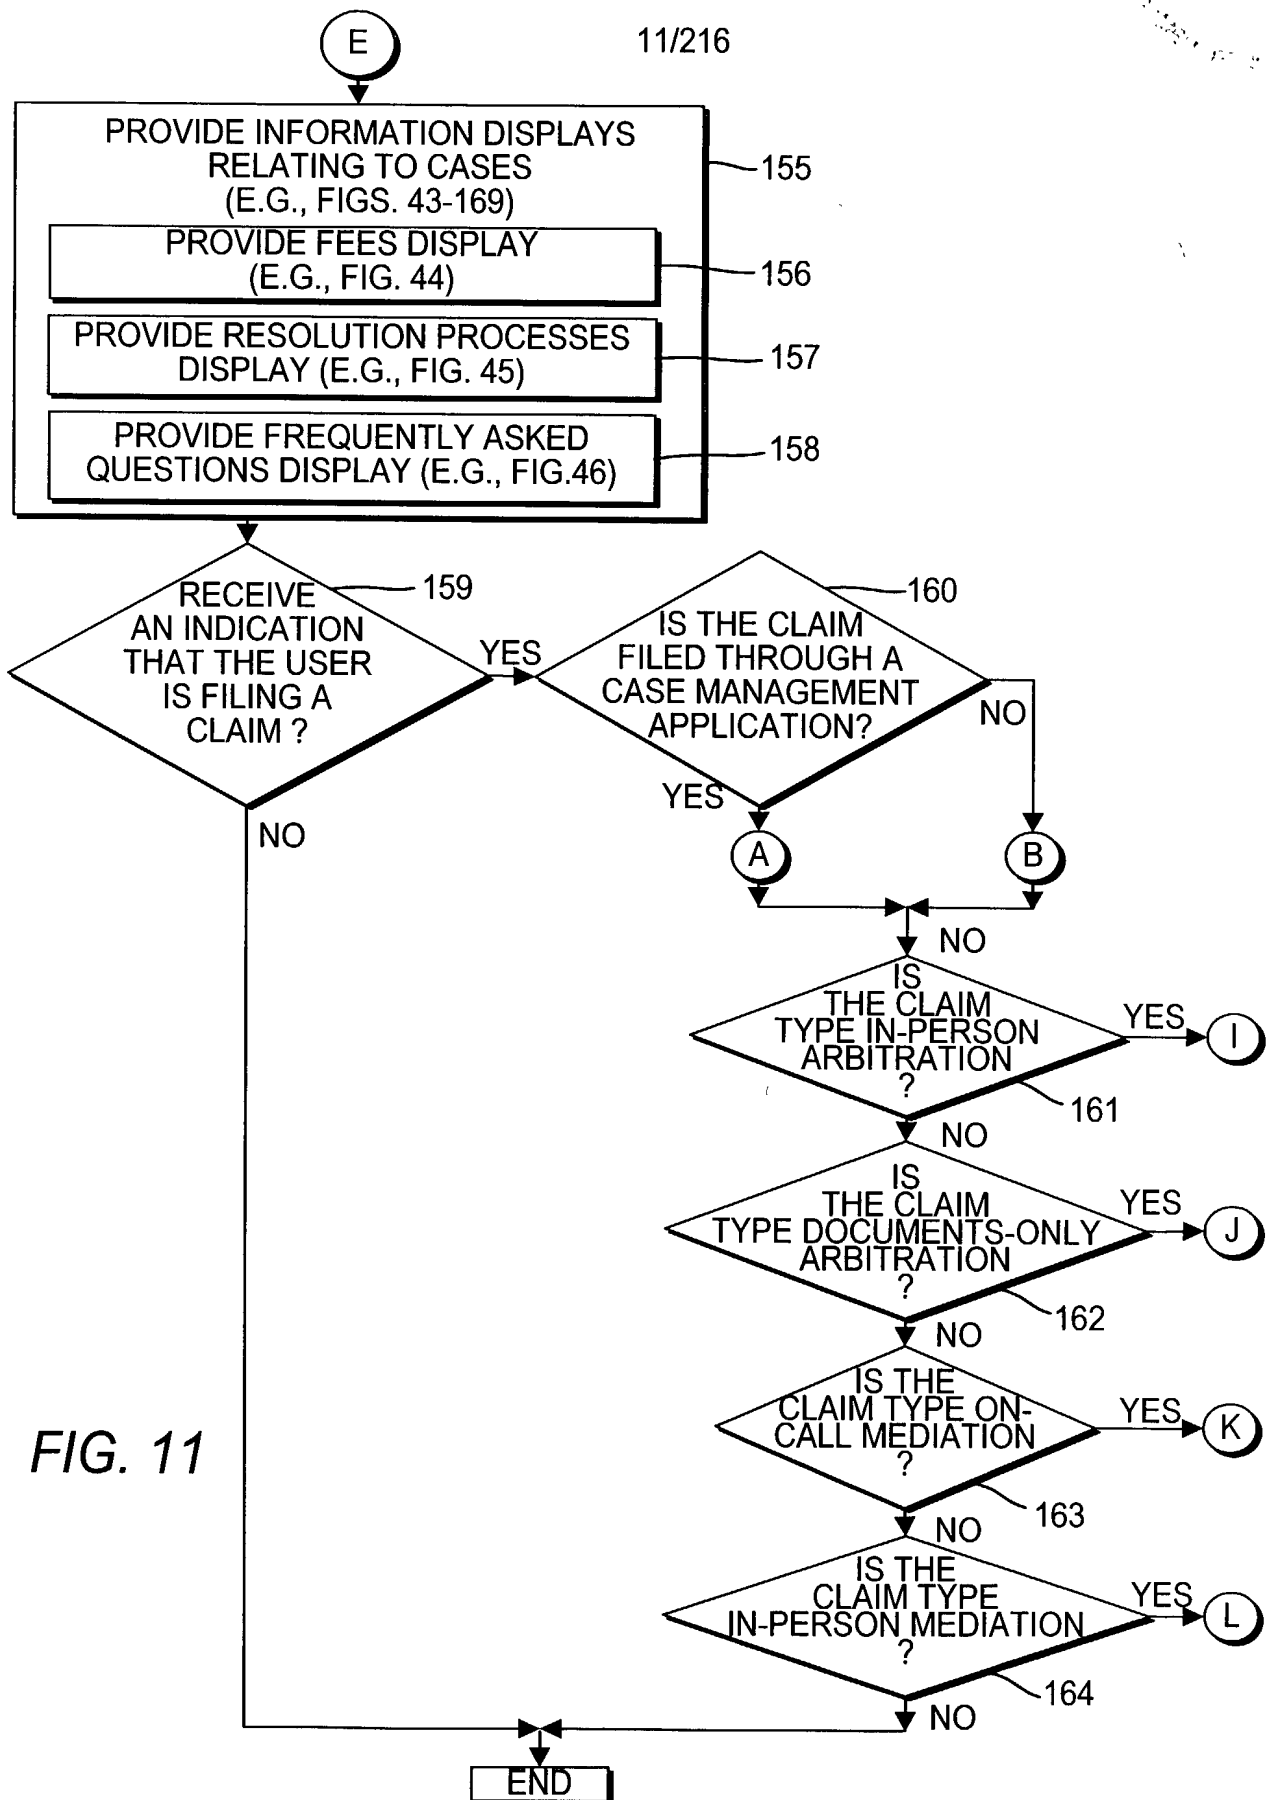 E
11/216
PROVIDE INFORMATION DISPLAYS
RELATING TO CASES
(E.G., FIGS. 43-169)
155
PROVIDE FEES DISPLAY
(E.G., FIG. 44)
156
PROVIDE RESOLUTION PROCESSES
DISPLAY (E.G., FIG. 45)
157
PROVIDE FREQUENTLY ASKED
QUESTIONS DISPLAY (E.G., FIG.46)
158
RECEIVE
AN INDICATION
THAT THE USER
IS FILING A
CLAIM ?
159
YES
NO
IS THE CLAIM
FILED THROUGH A
CASE MANAGEMENT
APPLICATION?
160
NO
YES
A
B
NO
IS
THE CLAIM
TYPE IN-PERSON
ARBITRATION
?
YES
I
161
NO
IS
THE CLAIM
TYPE DOCUMENTS-ONLY
ARBITRATION
?
YES
J
162
NO
IS THE
CLAIM TYPE ON-
CALL MEDIATION
?
YES
K
163
NO
IS THE
CLAIM TYPE
IN-PERSON MEDIATION
?
YES
L
164
NO
END
FIG. 11